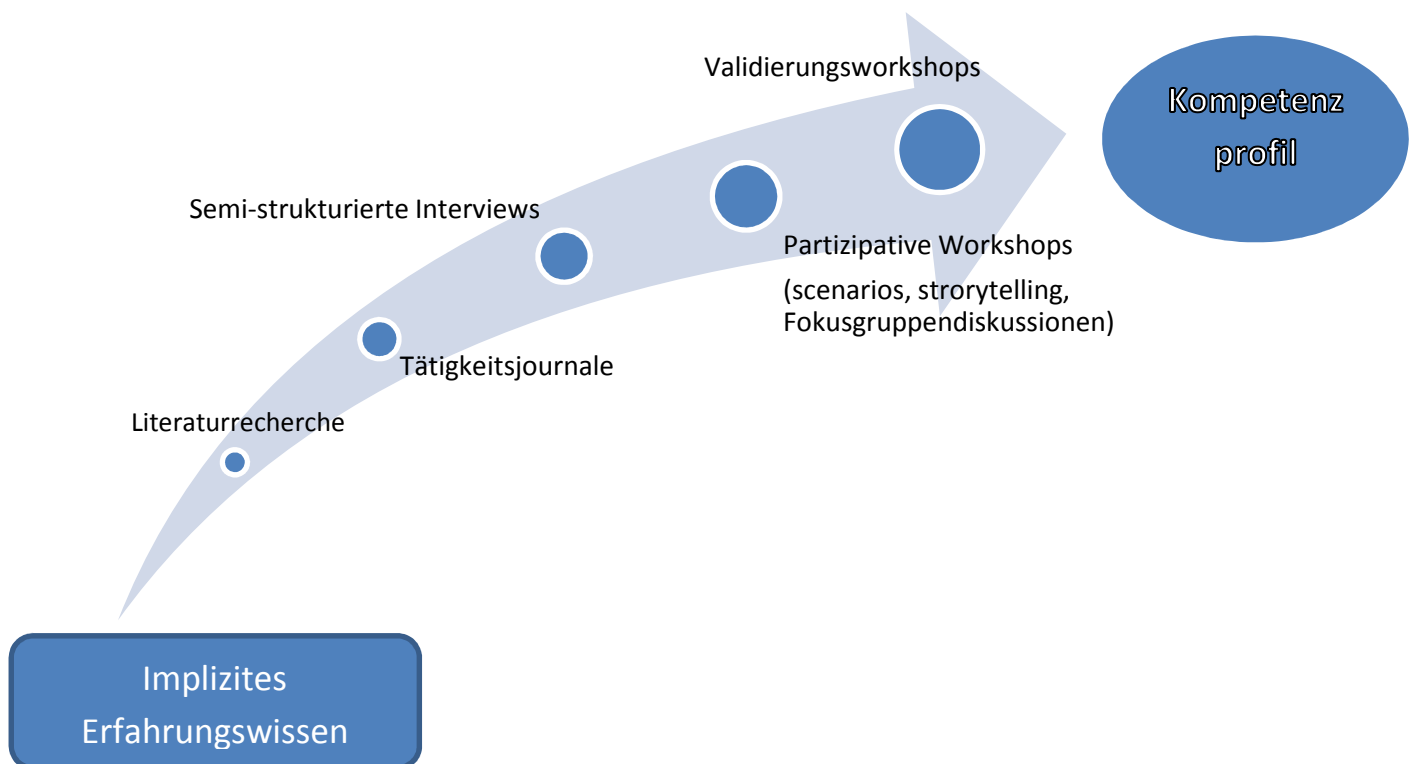 Validierungsworkshops
Kompetenz
profil
Semi-strukturierte Interviews
Partizipative Workshops
(scenarios, strorytelling,
Fokusgruppendiskussionen)
Tätigkeitsjournale
Literaturrecherche
Implizites
Erfahrungswissen